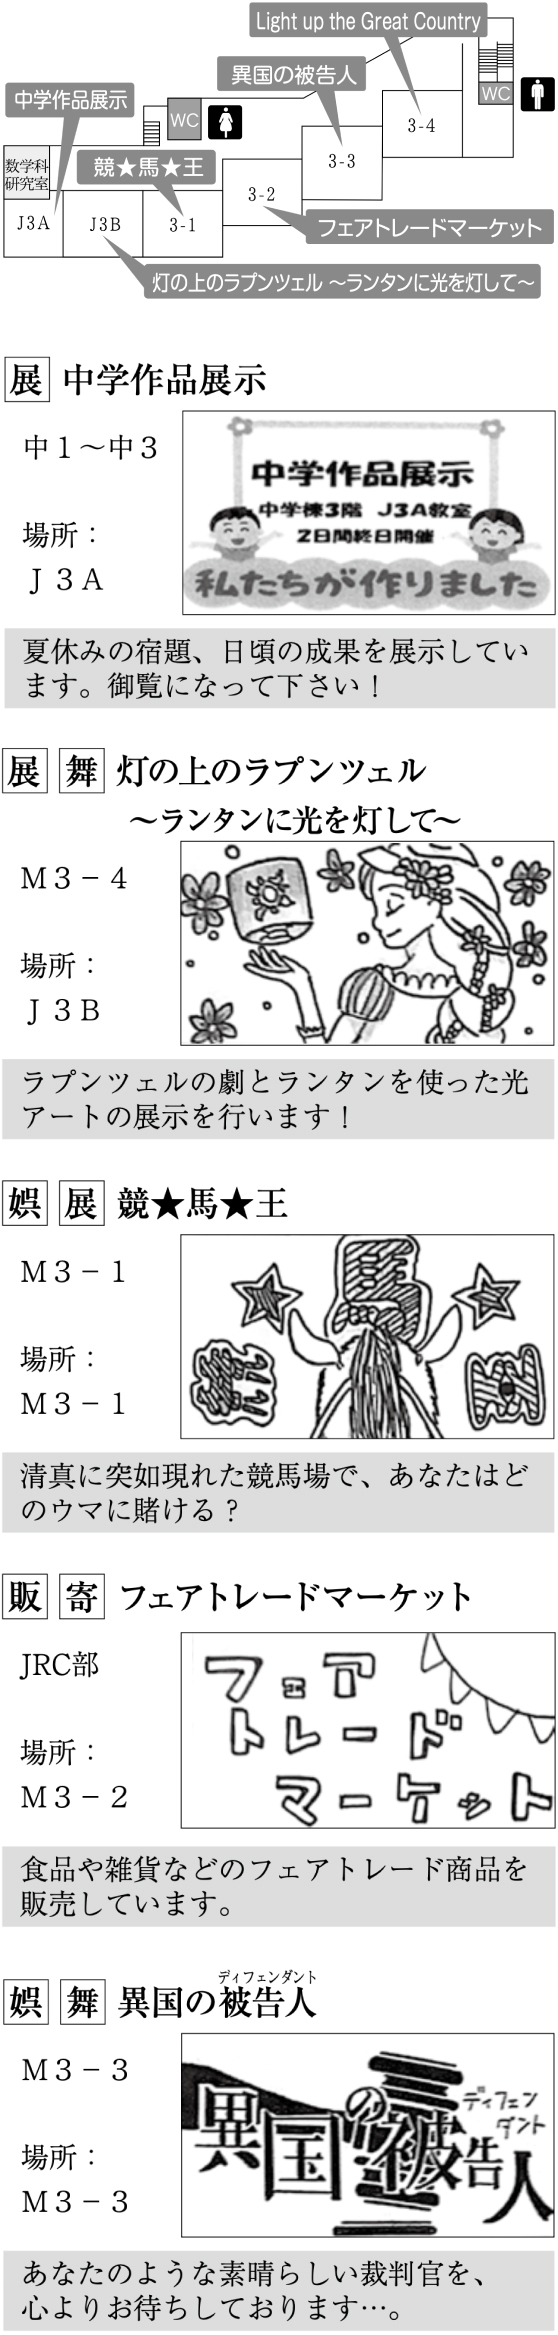 Light up the Great Country
異国の被告人
中学作品展示
WC
WC
3-4
数学科
研究室
競★馬★王
3-3
3-2
J3A
J3B
3-1
フェアトレードマーケット
灯の上のラプンツェル ～ランタンに光を灯して～
展 中学作品展示
中１～中３
場所：
Ｊ３Ａ
中学作品展示
中学棟3階 J3A教室
2日間終日開催
私たちが作りました
夏休みの宿題、日頃の成果を展示してい
ます。御覧になって下さい！
展 舞 灯の上のラプンツェル
～ランタンに光を灯して～
Ｍ３－４
場所：
Ｊ３Ｂ
ラプンツェルの劇とランタンを使った光
アートの展示を行います！
娯 展 競★馬★王
Ｍ３－１
場所：
Ｍ３－１
馬
競
王
清真に突如現れた競馬場で、あなたはど
のウマに賭ける？
販 寄 フェアトレードマーケット
JRC部
場所：
Ｍ３－２
フェア
トレード
マーケット
食品や雑貨などのフェアトレード商品を
販売しています。
ディフェンダント
娯 舞 異国の被告人
Ｍ３－３
場所：
Ｍ３－３
異国の被告人
ディフェン
ダント
あなたのような素晴らしい裁判官を、
心よりお待ちしております…。